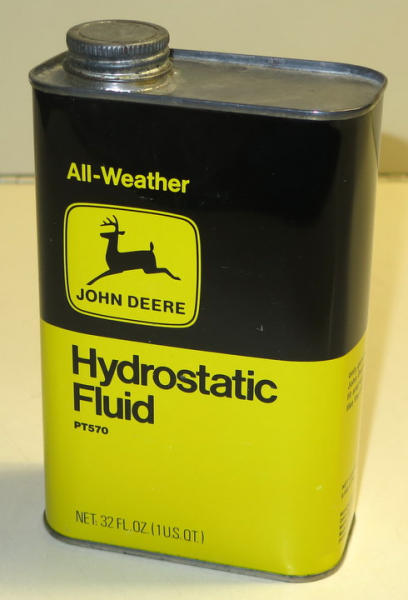 All-Weather
JOHN DEERE
Hydrostatic
Fluid
PT570
NET: 32 FL.OZ. (1 U.S. QT.)